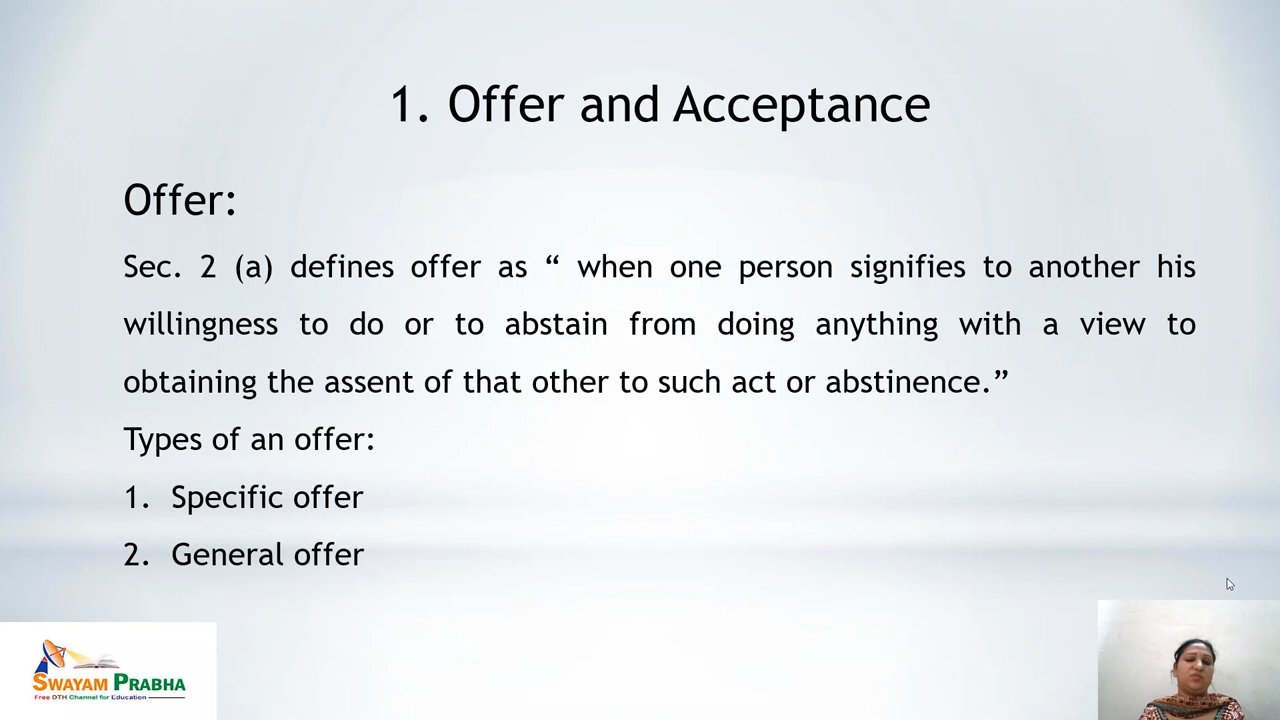 1. Offer and Acceptance
Offer:
Sec. 2 (a) defines offer as “ when one person signifies to another his
willingness to do or to abstain from doing anything with a view to
obtaining the assent of that other to such act or abstinence.”
Types of an offer:
1. Specific offer
2. General offer
SWAYAM PRABHA
Free DTH Channel for Education